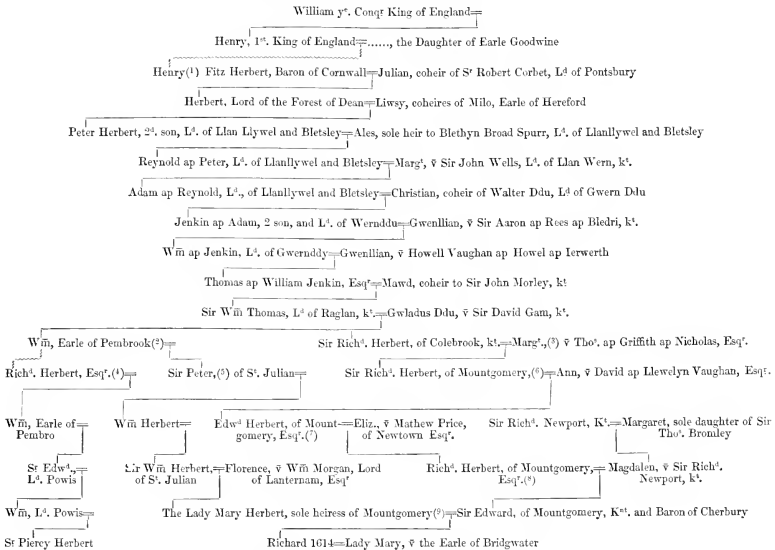 William yᵉ. Conqʳ King of England
Henry, 1ˢᵗ. King of England ......, the Daughter of Earle Goodwine
Henry(¹) Fitz Herbert, Baron of Cornwall Julian, coheir of Sʳ Robert Corbet, Lᵈ of Pontsbury
Herbert, Lord of the Forest of Dean Liwsy, coheires of Milo, Earle of Hereford
Peter Herbert, 2ᵈ. son, Lᵈ. of Llan Llywel and Bletsley Ales, sole heir to Blethyn Broad Spurr, Lᵈ. of Llanllywel and Bletsley
Reynold ap Peter, Lᵈ. of Llanllywel and Bletsley Margᵗ, v̄ Sir John Wells, Lᵈ. of Llan Wern, kᵗ.
Adam ap Reynold, Lᵈ., of Llanllywel and Bletsley Christian, coheir of Walter Ddu, Lᵈ of Gwern Ddu
Jenkin ap Adam, 2 son, and Lᵈ. of Wernddu Gwenllian, v̄ Sir Aaron ap Rees ap Bledri, kᵗ.
Wm̄ ap Jenkin, Lᵈ. of Gwernddy Gwenllian, v̄ Howell Vaughan ap Howel ap Ierwerth
Thomas ap William Jenkin, Esqʳ Mawd, coheir to Sir John Morley, kᵗ
Sir Wm̄ Thomas, Lᵈ of Raglan, kᵗ. Gwladus Ddu, v̄ Sir David Gam, kᵗ.
Wm̄, Earle of Pembrook(²) Sir Richᵈ. Herbert, of Colebrook, kᵗ. Margᵗ.,(³) v̄ Thoˢ. ap Griffith ap Nicholas, Esqʳ.
Richᵈ. Herbert, Esqʳ.(⁴) Sir Peter,(⁵) of Sᵗ. Julian Sir Richᵈ. Herbert, of Mountgomery,(⁶) Ann, v̄ David ap Llewelyn Vaughan, Esqʳ.
Wm̄, Earle of Wm̄ Herbert Edwᵈ Herbert, of Mount- Eliz., v̄ Mathew Price, Sir Richᵈ. Newport, Kᵗ. Margaret, sole daughter of Sir
Pembro gomery, Esqʳ.(⁷) of Newtown Esqʳ. Thoˢ. Bromley
Sᵗ Edwᵈ., Sir Wm̄ Herbert, Florence, v̄ Wm̄ Morgan, Lord Richᵈ. Herbert, of Mountgomery, Magdalen, v̄ Sir Richᵈ.
Lᵈ. Powis of Sᵗ. Julian of Lanternam, Esqʳ Esqʳ.(⁸) Newport, kᵗ.
Wm̄, Lᵈ. Powis The Lady Mary Herbert, sole heiress of Mountgomery(⁹) Sir Edward, of Mountgomery, Kⁿᵗ. and Baron of Cherbury
Sᵗ Piercy Herbert Richard 1614 Lady Mary, v̄ the Earle of Bridgwater